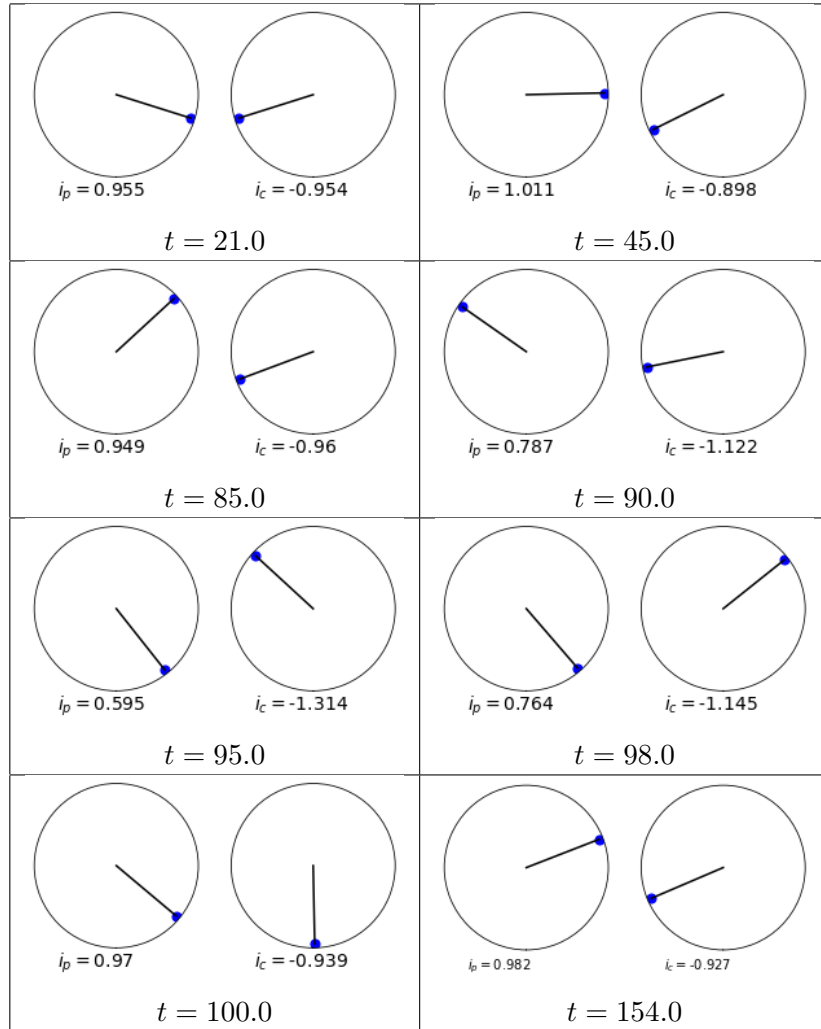 i_p = 0.955 i_c = -0.954
t = 21.0
i_p = 1.011 i_c = -0.898
t = 45.0
i_p = 0.949 i_c = -0.96
t = 85.0
i_p = 0.787 i_c = -1.122
t = 90.0
i_p = 0.595 i_c = -1.314
t = 95.0
i_p = 0.764 i_c = -1.145
t = 98.0
i_p = 0.97 i_c = -0.939
t = 100.0
i_p = 0.982 i_c = -0.927
t = 154.0